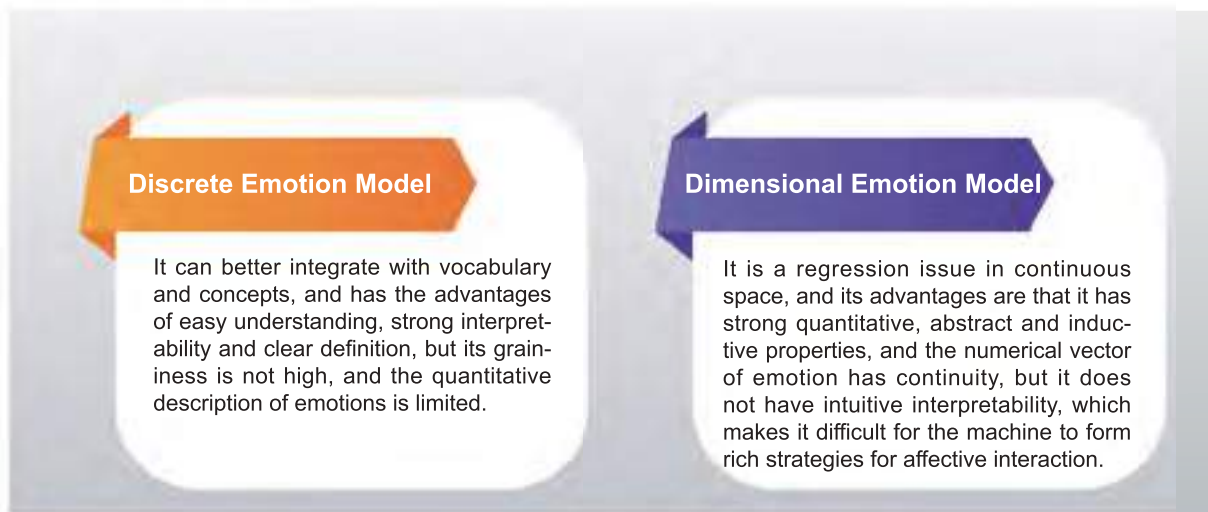 Discrete Emotion Model
It can better integrate with vocabulary
and concepts, and has the advantages
of easy understanding, strong interpret-
ability and clear definition, but its grain-
iness is not high, and the quantitative
description of emotions is limited.
Dimensional Emotion Model
It is a regression issue in continuous
space, and its advantages are that it has
strong quantitative, abstract and induc-
tive properties, and the numerical vector
of emotion has continuity, but it does
not have intuitive interpretability, which
makes it difficult for the machine to form
rich strategies for affective interaction.